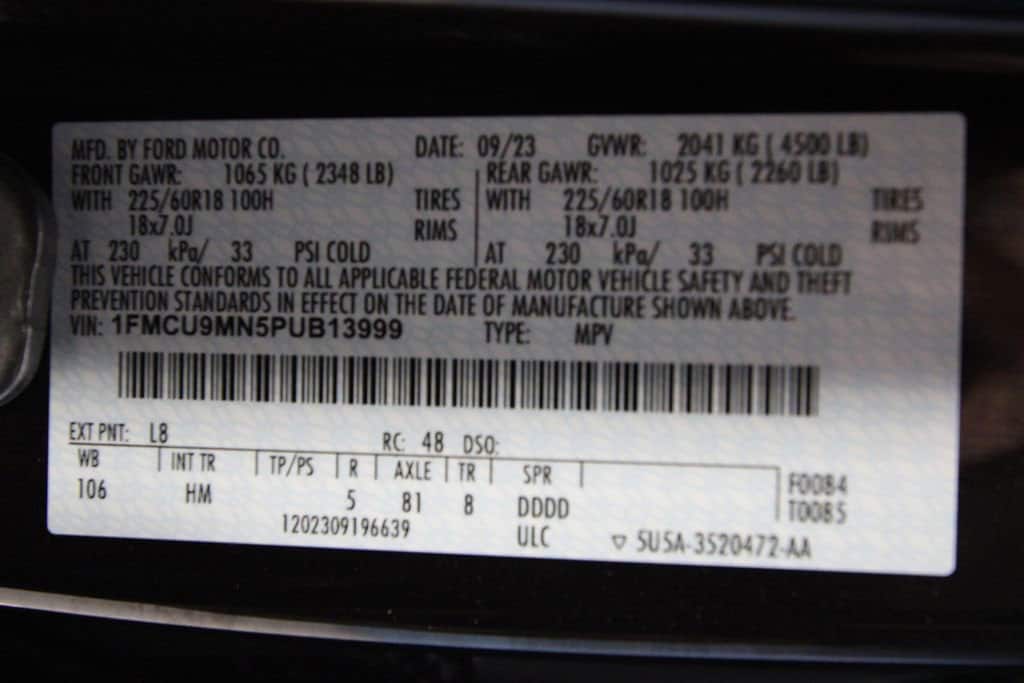 MFD. BY FORD MOTOR CO. DATE: 09/23 GVWR: 2041 KG ( 4500 LB)
FRONT GAWR: 1065 KG ( 2348 LB) REAR GAWR: 1025 KG ( 2260 LB)
WITH 225/60R18 100H TIRES WITH 225/60R18 100H TIRES
18x7.0J RIMS 18x7.0J RIMS
AT 230 kPa/ 33 PSI COLD AT 230 kPa/ 33 PSI COLD
THIS VEHICLE CONFORMS TO ALL APPLICABLE FEDERAL MOTOR VEHICLE SAFETY AND THEFT
PREVENTION STANDARDS IN EFFECT ON THE DATE OF MANUFACTURE SHOWN ABOVE.
VIN: 1FMCU9MN5PUB13999 TYPE: MPV
EXT PNT: L8 RC: 48 DSO:
WB INT TR TP/PS R AXLE TR SPR F0084
106 HM 5 81 8 DDDD T0085
1202309196639 ULC ▽ 5U5A-3520472-AA